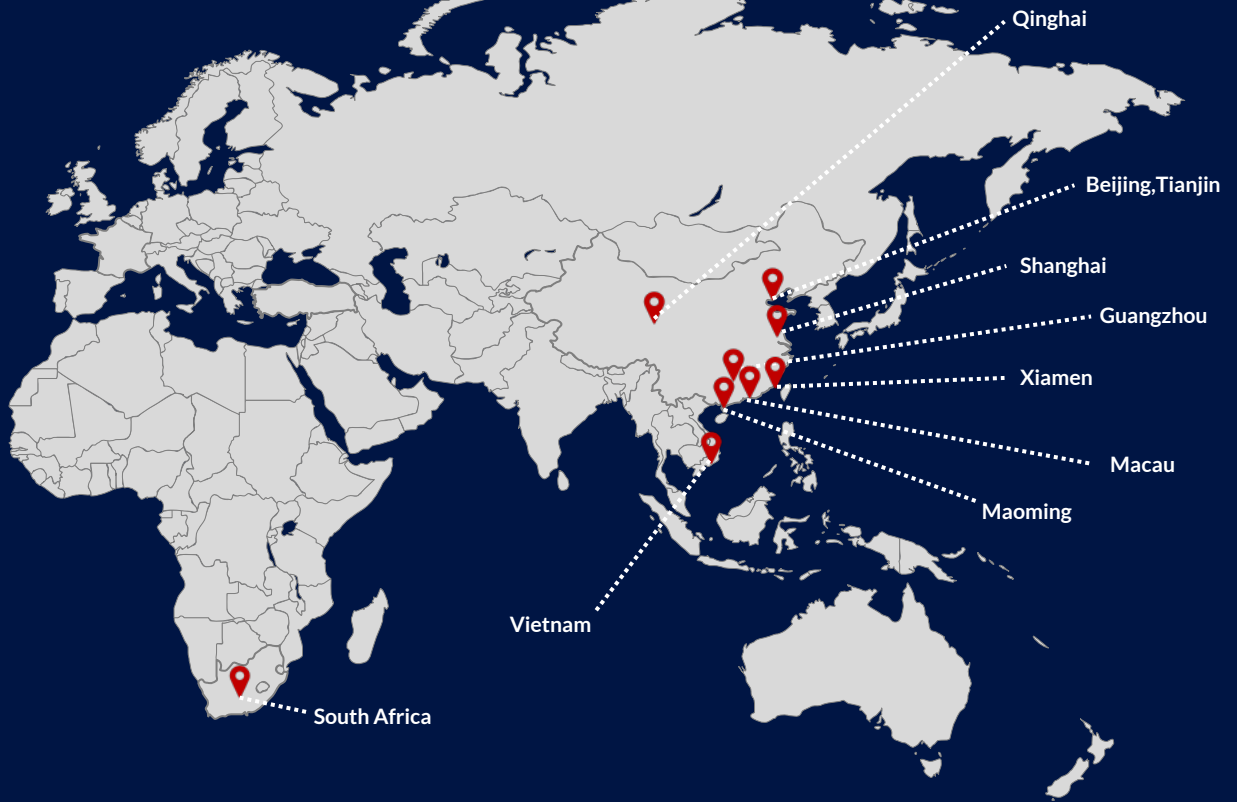 Qinghai
Beijing,Tianjin
Shanghai
Guangzhou
Xiamen
Macau
Maoming
Vietnam
South Africa